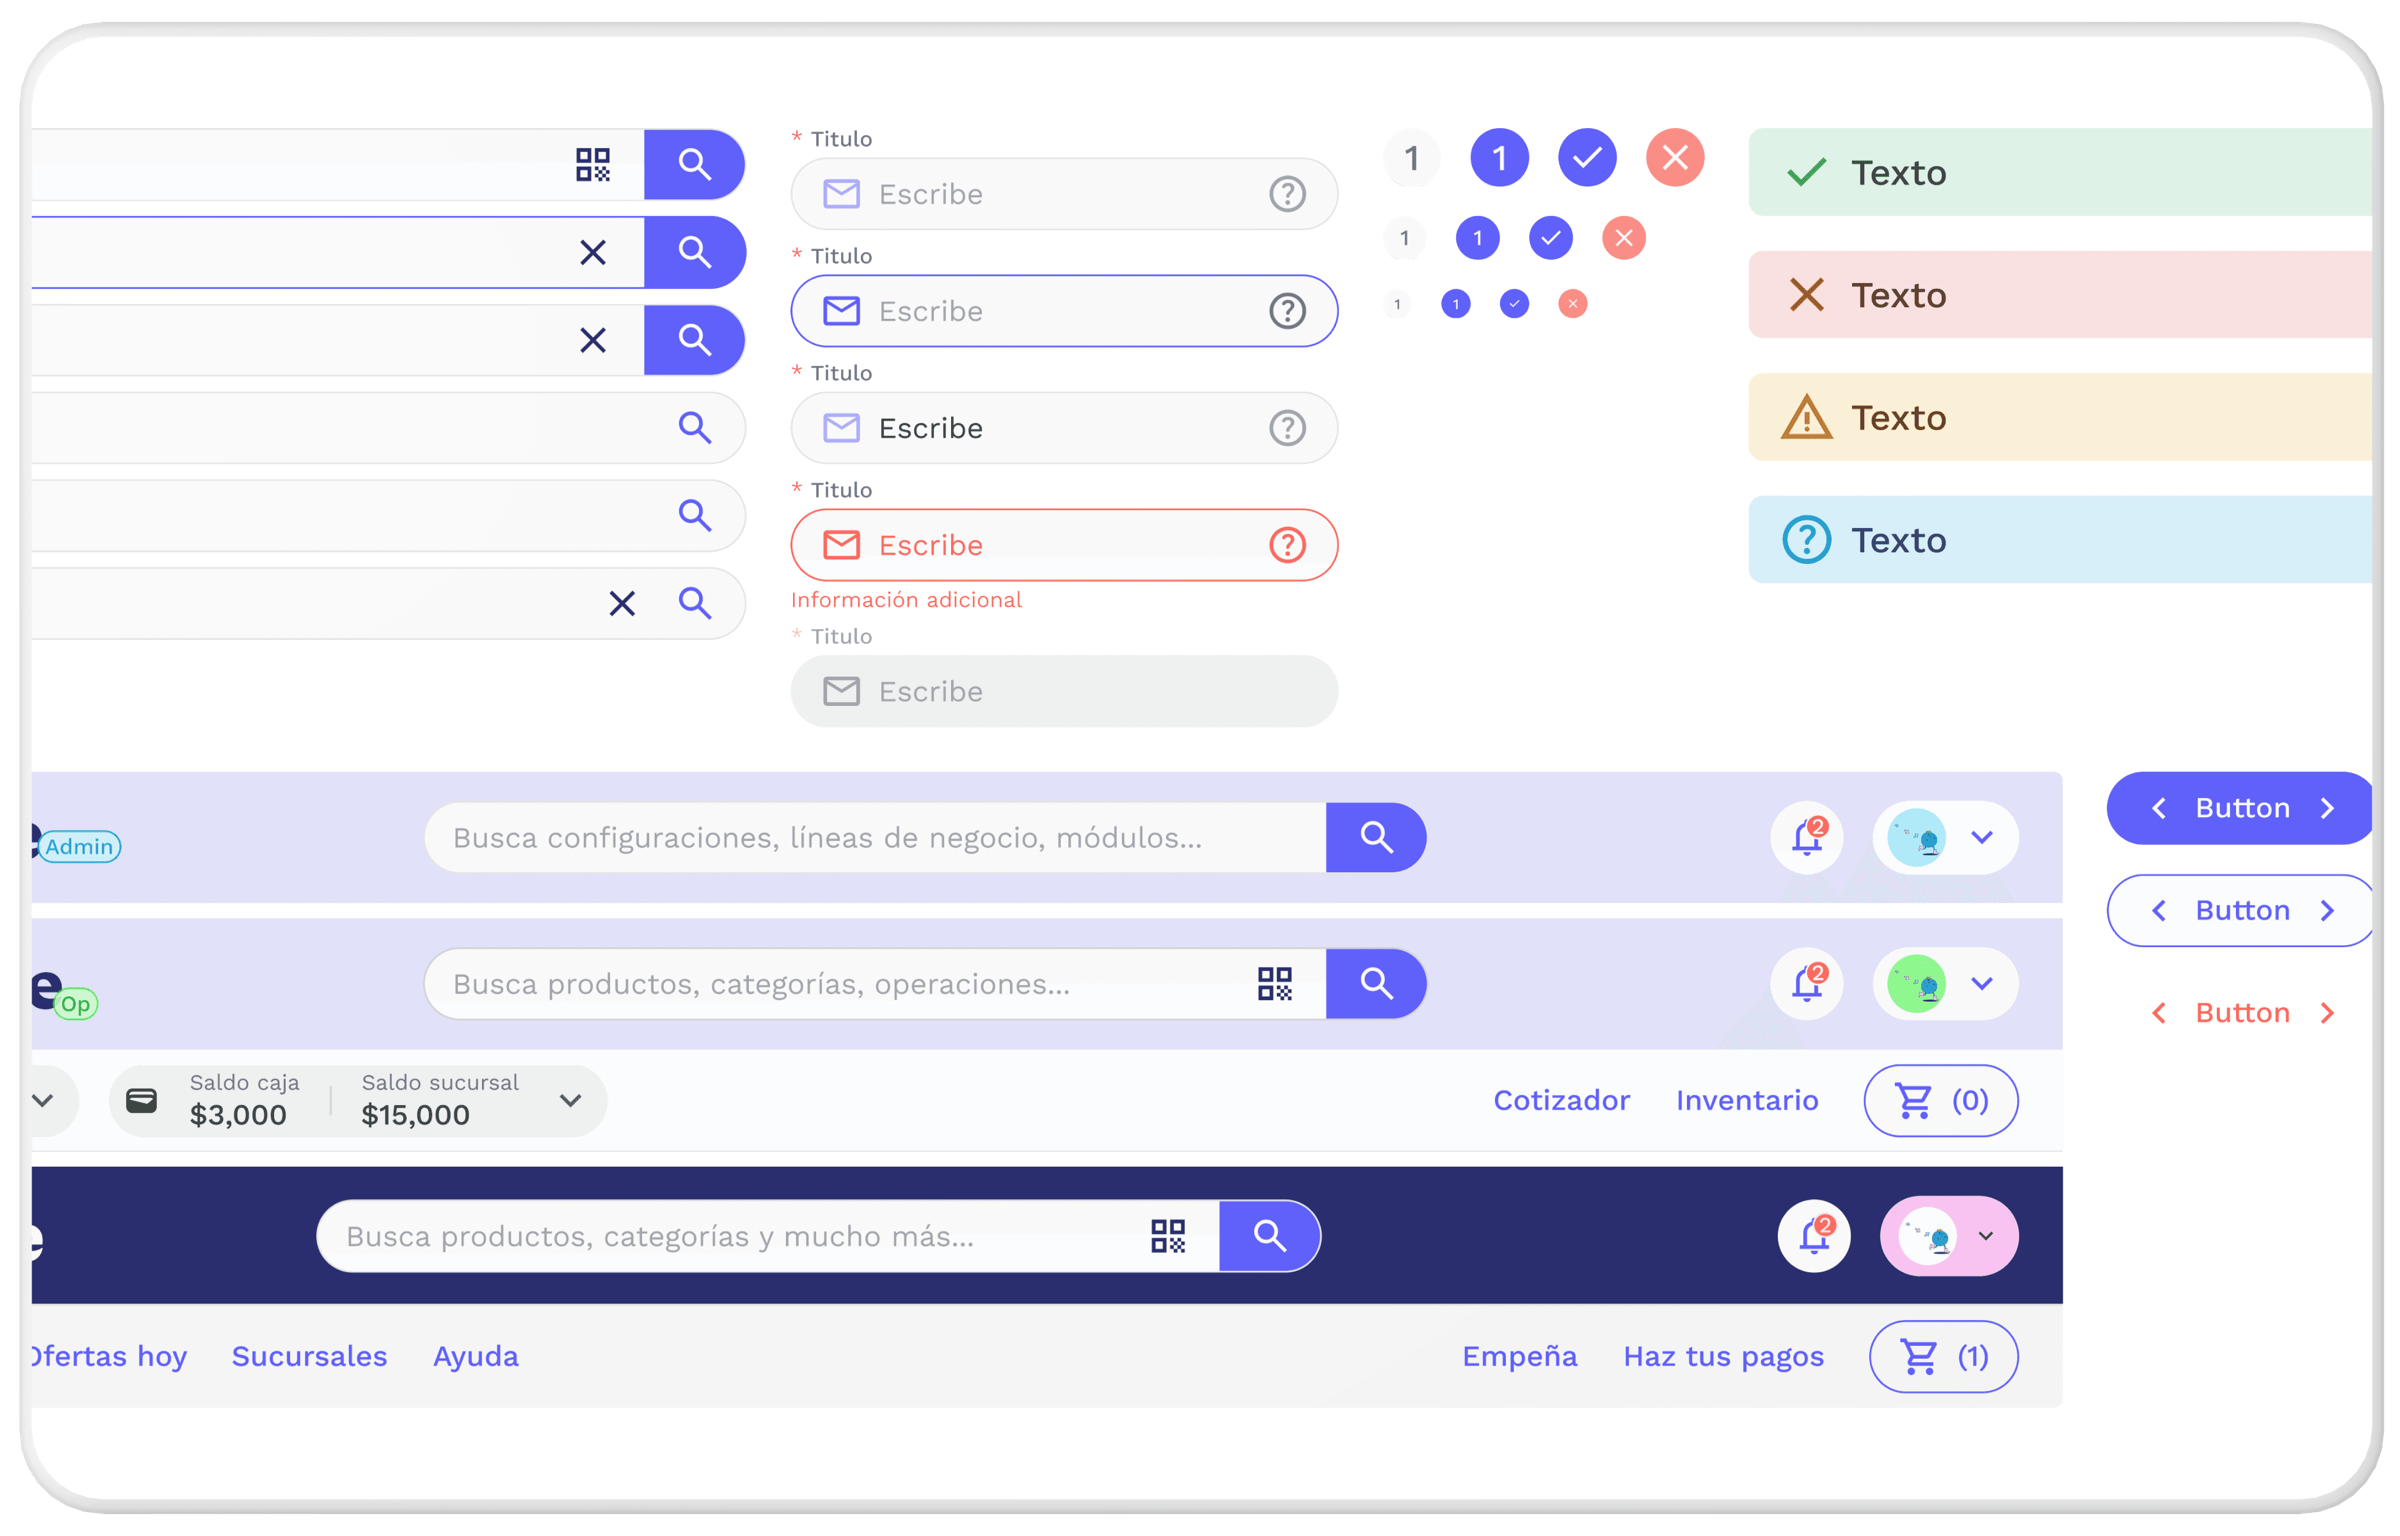 * Titulo
Escribe
* Titulo
Escribe
* Titulo
Escribe
* Titulo
Escribe
Información adicional
* Titulo
Escribe
1 1
1 1
1 1
Texto
Texto
Texto
Texto
e Admin
Busca configuraciones, líneas de negocio, módulos...
2
e Op
Busca productos, categorías, operaciones...
2
Saldo caja
$3,000
Saldo sucursal
$15,000
Cotizador Inventario (0)
e
Busca productos, categorías y mucho más...
2
Ofertas hoy Sucursales Ayuda
Empeña Haz tus pagos (1)
Button
Button
Button